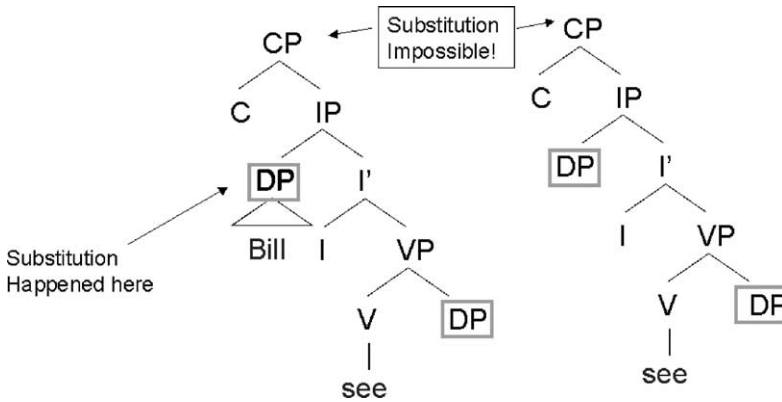 Substitution
Impossible!
CP CP
C IP C IP
DP I' DP I'
Bill I VP I VP
Substitution
Happened here
V DP V DP
see see